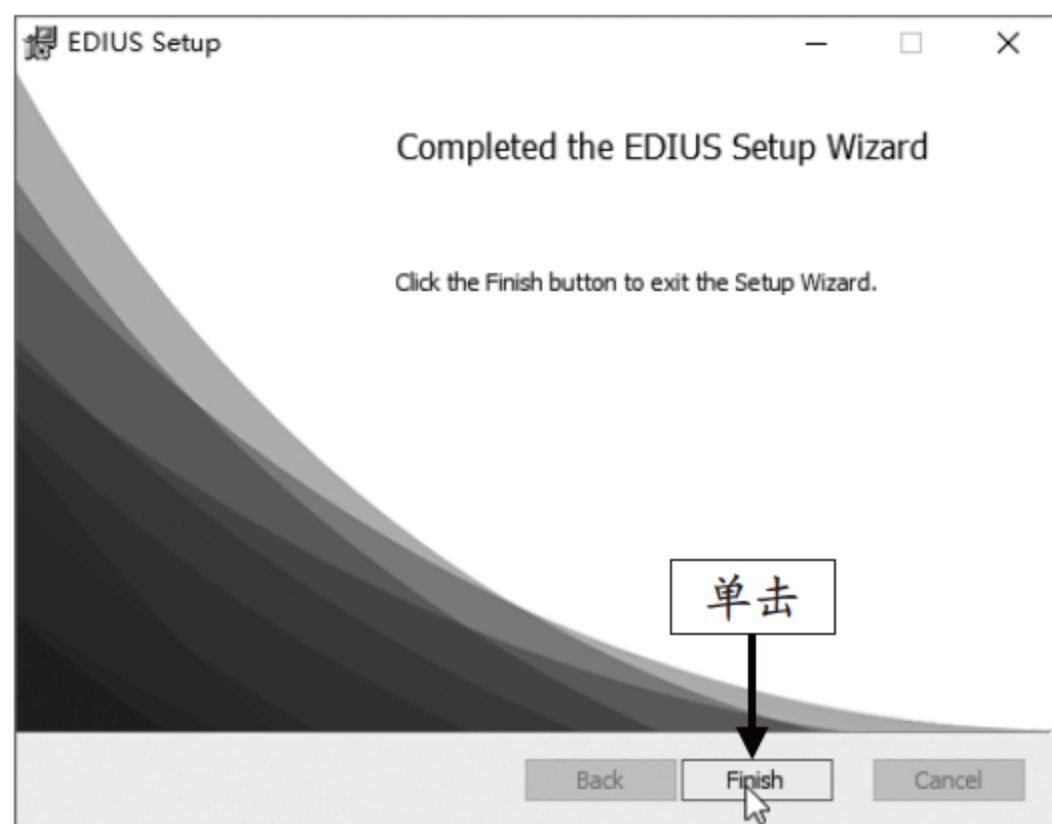 EDIUS Setup
Completed the EDIUS Setup Wizard
Click the Finish button to exit the Setup Wizard.
单击
Back Finish Cancel